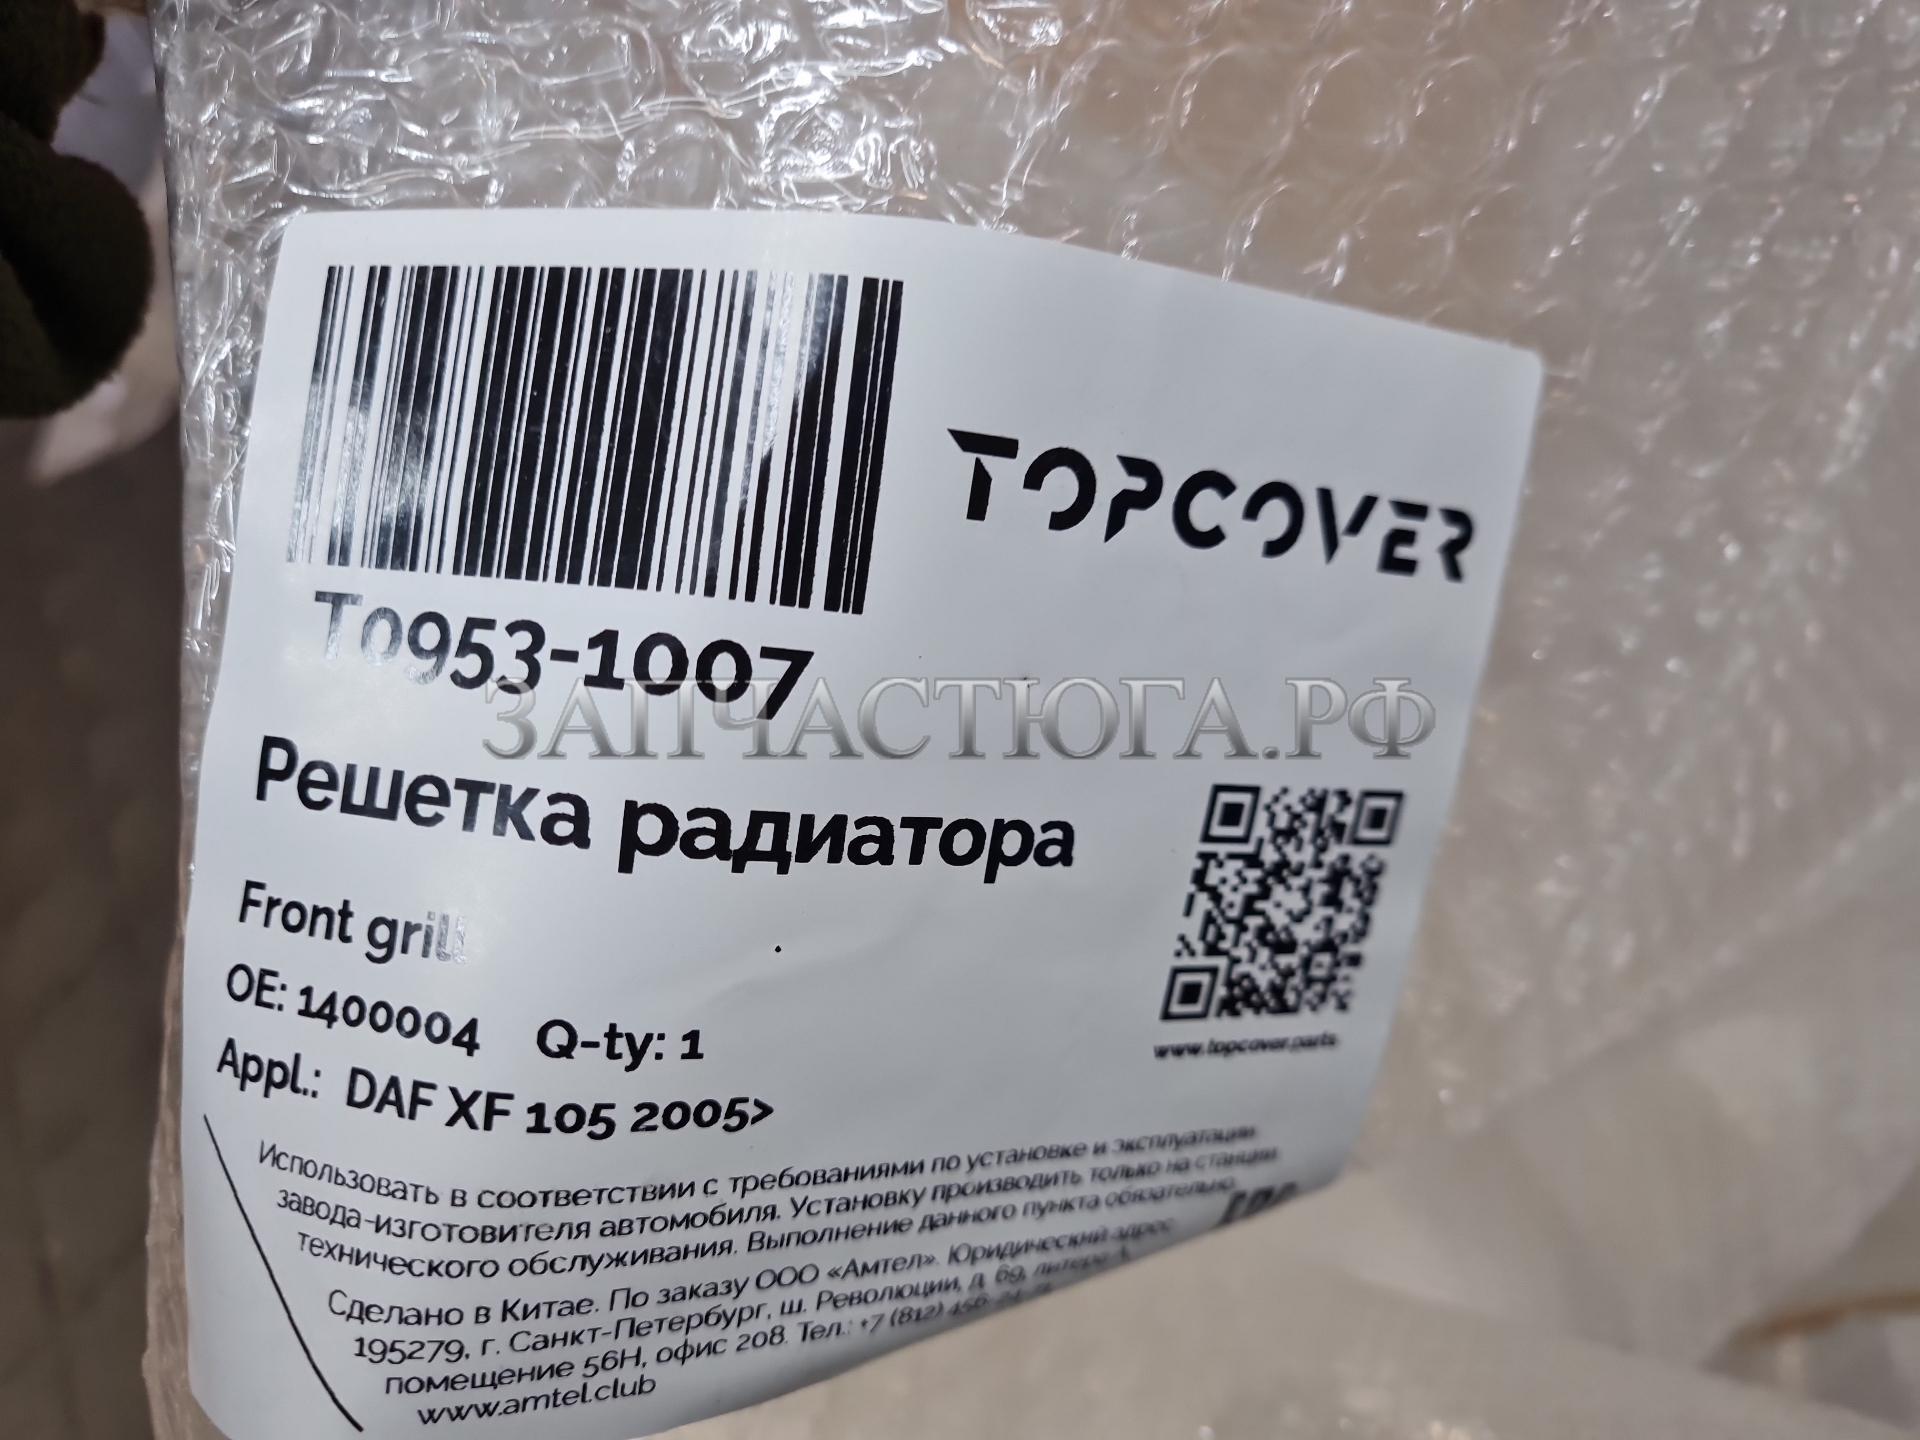 TOPCOVER
T0953-1007
ЗАПЧАСТЮГА.РФ
Решетка радиатора
Front grill
OE: 1400004 Q-ty: 1
Appl.: DAF XF 105 2005>
www.topcover.parts
Использовать в соответствии с требованиями по установке и эксплуатации
завода-изготовителя автомобиля. Установку производить только на станции
технического обслуживания. Выполнение данного пункта обязательно.
Сделано в Китае. По заказу ООО «Амтел». Юридический адрес
195279, г. Санкт-Петербург, ш. Революции, д. 69, литера
помещение 56Н, офис 208. Тел.: +7 (812)
www.amtel.club